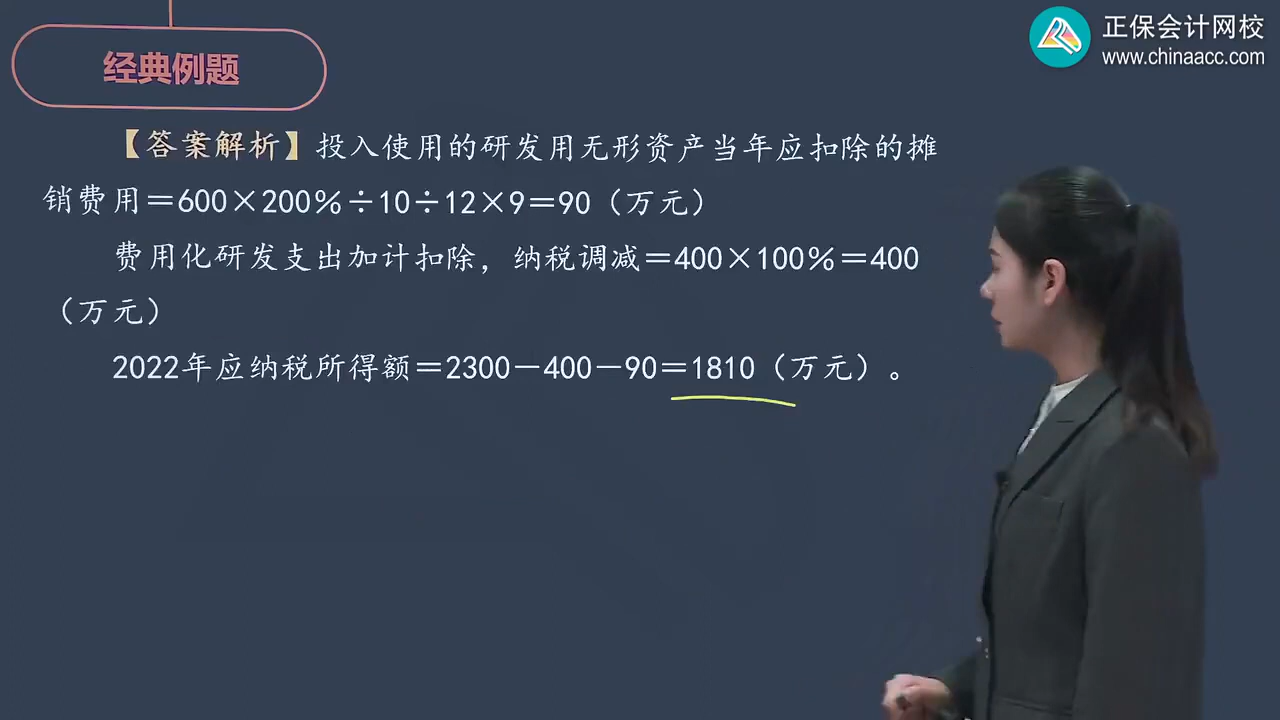 正保会计网校
www.chinaacc.com
经典例题
【答案解析】投入使用的研发用无形资产当年应扣除的摊
销费用＝600×200％÷10÷12×9＝90（万元）
费用化研发支出加计扣除，纳税调减＝400×100％＝400
（万元）
2022年应纳税所得额＝2300－400－90＝1810（万元）。